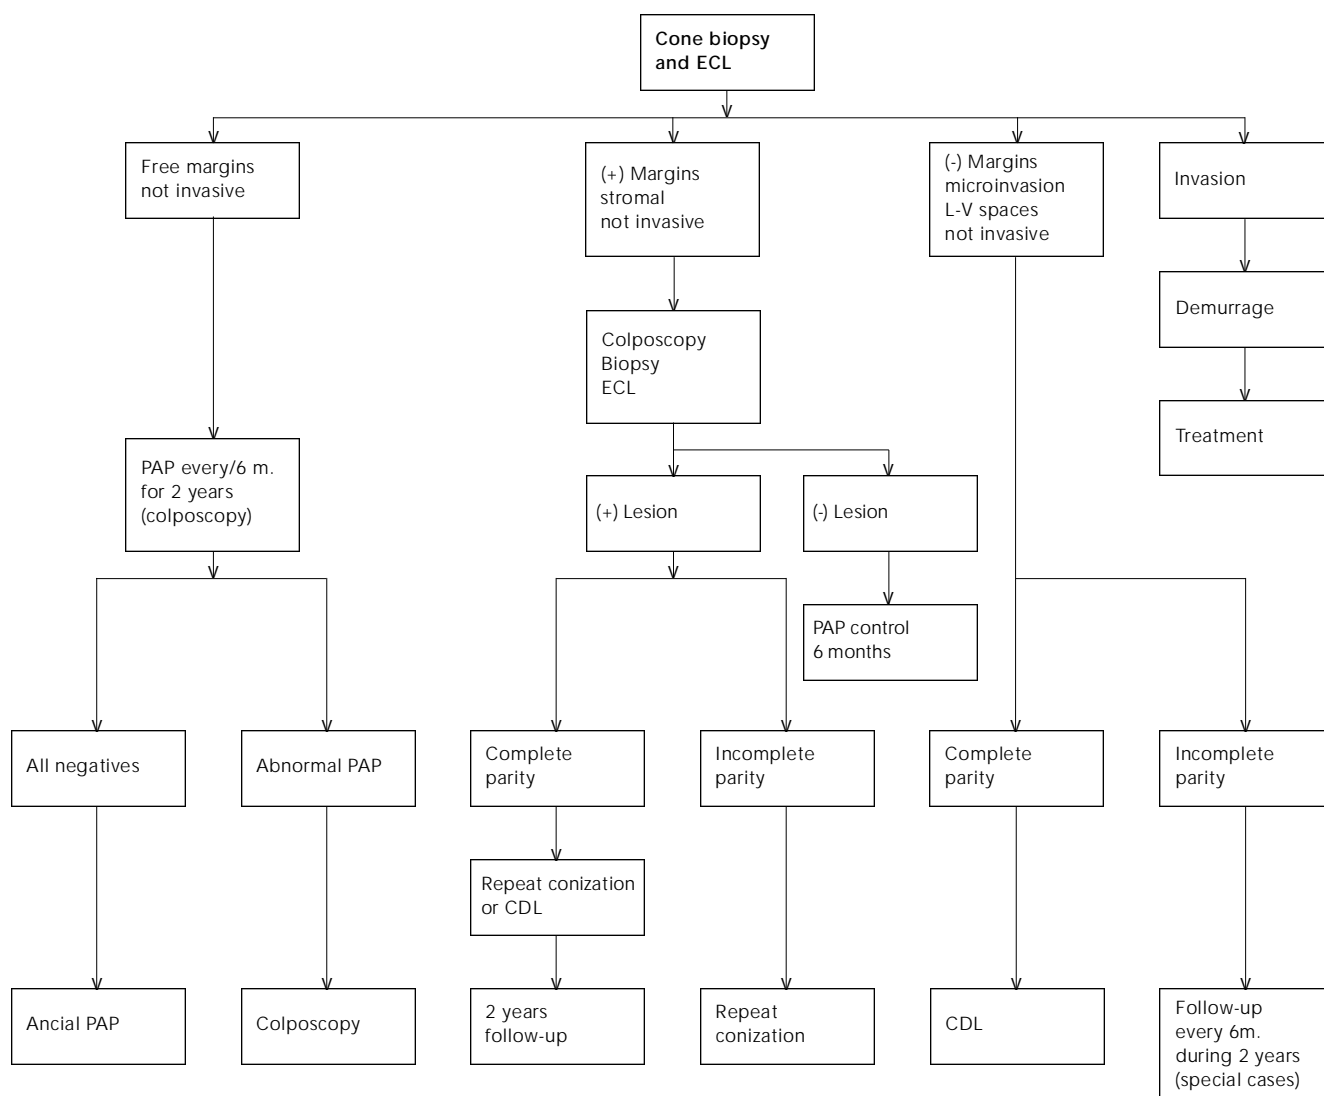 Cone biopsy
and ECL
Free margins
not invasive
(+) Margins
stromal
not invasive
(-) Margins
microinvasion
L-V spaces
not invasive
Invasion
Demurrage
Colposcopy
Biopsy
ECL
Treatment
PAP every/6 m.
for 2 years
(colposcopy)
(+) Lesion
(-) Lesion
PAP control
6 months
All negatives
Abnormal PAP
Complete
parity
Incomplete
parity
Complete
parity
Incomplete
parity
Repeat conization
or CDL
Ancial PAP
Colposcopy
2 years
follow-up
Repeat
conization
CDL
Follow-up
every 6m.
during 2 years
(special cases)